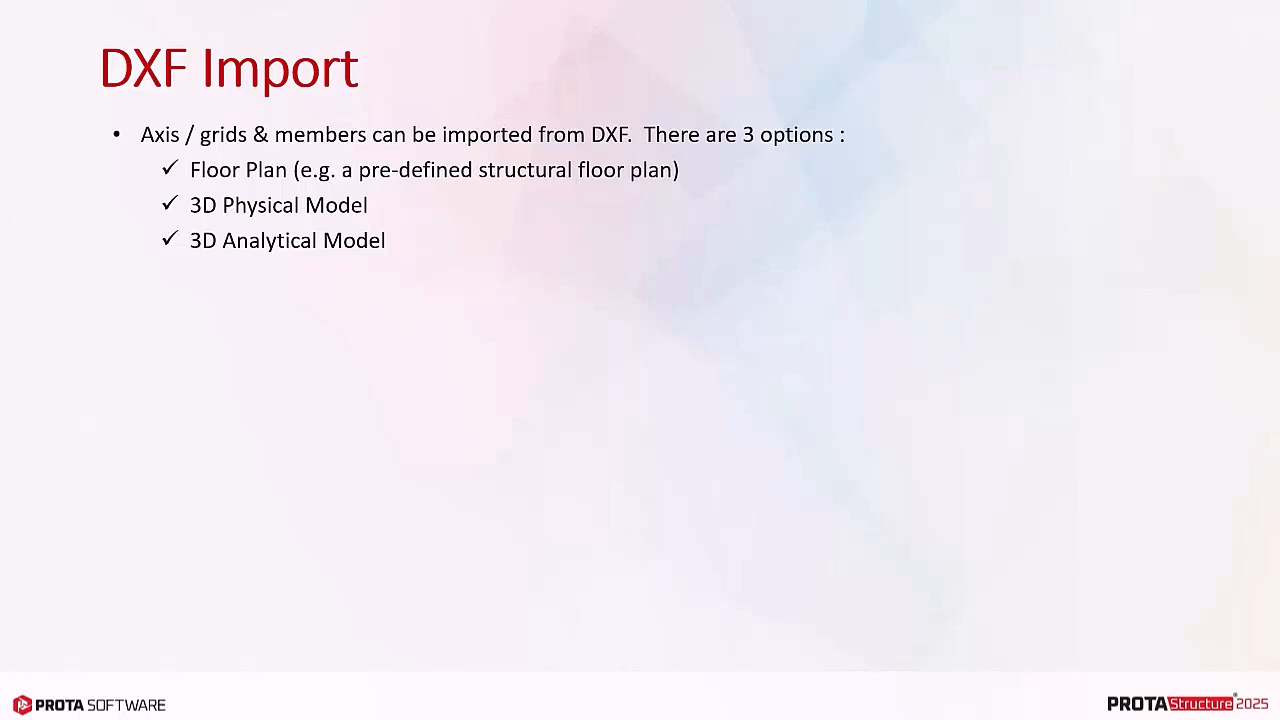 DXF Import
• Axis / grids & members can be imported from DXF.  There are 3 options :
✓ Floor Plan (e.g. a pre-defined structural floor plan)
✓ 3D Physical Model
✓ 3D Analytical Model
PROTA SOFTWARE
PROTAStructure® 2025